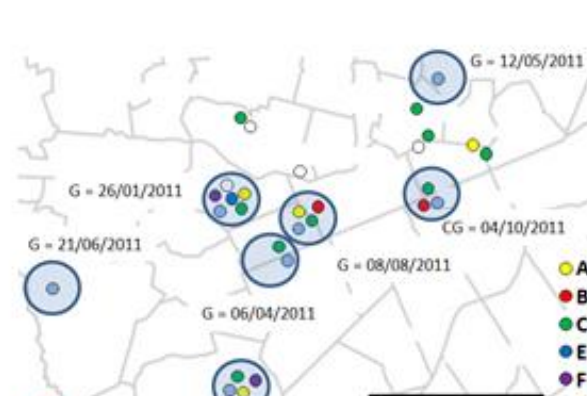 G = 12/05/2011
G = 26/01/2011
CG = 04/10/2011
G = 21/06/2011
G = 08/08/2011
G = 06/04/2011
A
B
C
E
F